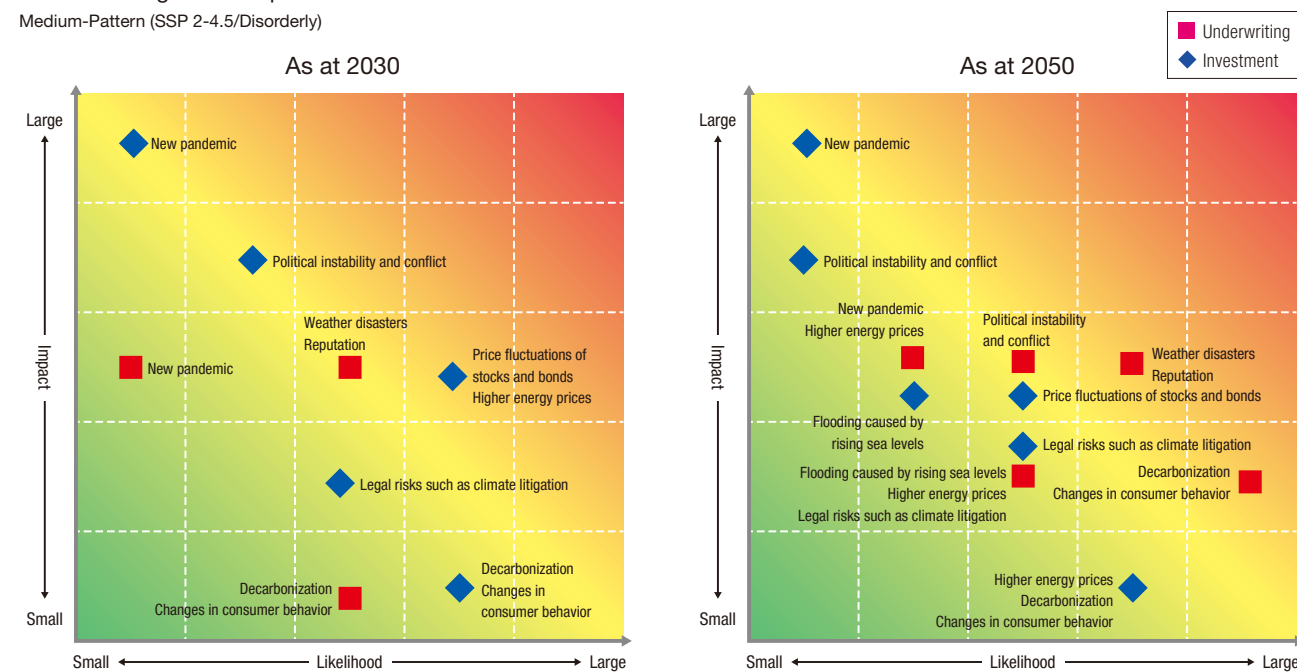 Medium-Pattern (SSP 2-4.5/Disorderly)
Underwriting
Investment
As at 2030
Large
Impact
Small
New pandemic
Political instability and conflict
Weather disasters
Reputation
New pandemic
Price fluctuations of
stocks and bonds
Higher energy prices
Legal risks such as climate litigation
Decarbonization
Changes in consumer behavior
Decarbonization
Changes in
consumer behavior
Small
Likelihood
Large
As at 2050
Large
Impact
Small
New pandemic
Political instability and conflict
New pandemic
Higher energy prices
Political instability
and conflict
Weather disasters
Reputation
Price fluctuations of stocks and bonds
Flooding caused by
rising sea levels
Legal risks such as climate litigation
Flooding caused by rising sea levels
Higher energy prices
Legal risks such as climate litigation
Decarbonization
Changes in consumer behavior
Higher energy prices
Decarbonization
Changes in consumer behavior
Small
Likelihood
Large